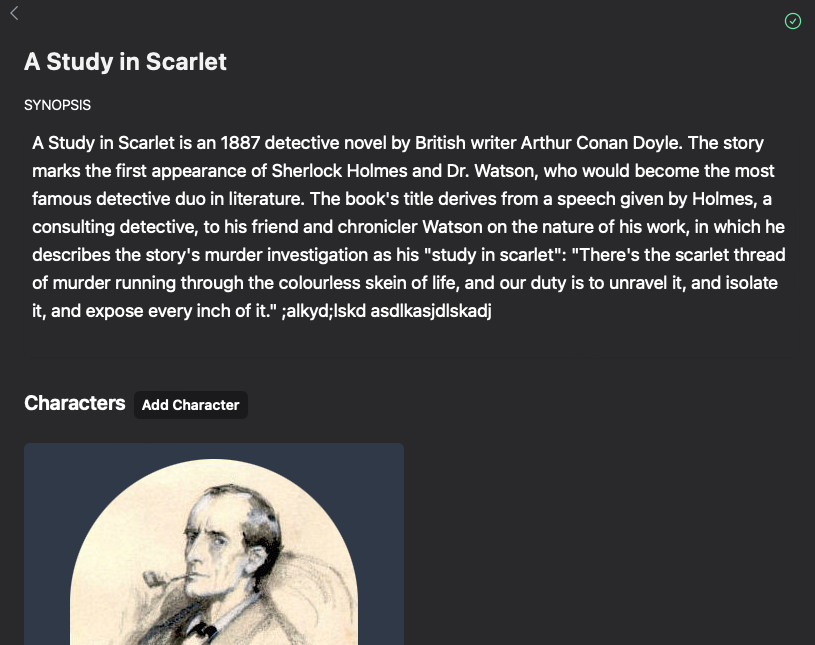 A Study in Scarlet
SYNOPSIS
A Study in Scarlet is an 1887 detective novel by British writer Arthur Conan Doyle. The story
marks the first appearance of Sherlock Holmes and Dr. Watson, who would become the most
famous detective duo in literature. The book's title derives from a speech given by Holmes, a
consulting detective, to his friend and chronicler Watson on the nature of his work, in which he
describes the story's murder investigation as his "study in scarlet": "There's the scarlet thread
of murder running through the colourless skein of life, and our duty is to unravel it, and isolate
it, and expose every inch of it." ;alkyd;lskd asdlkasjdlskadj
Characters Add Character